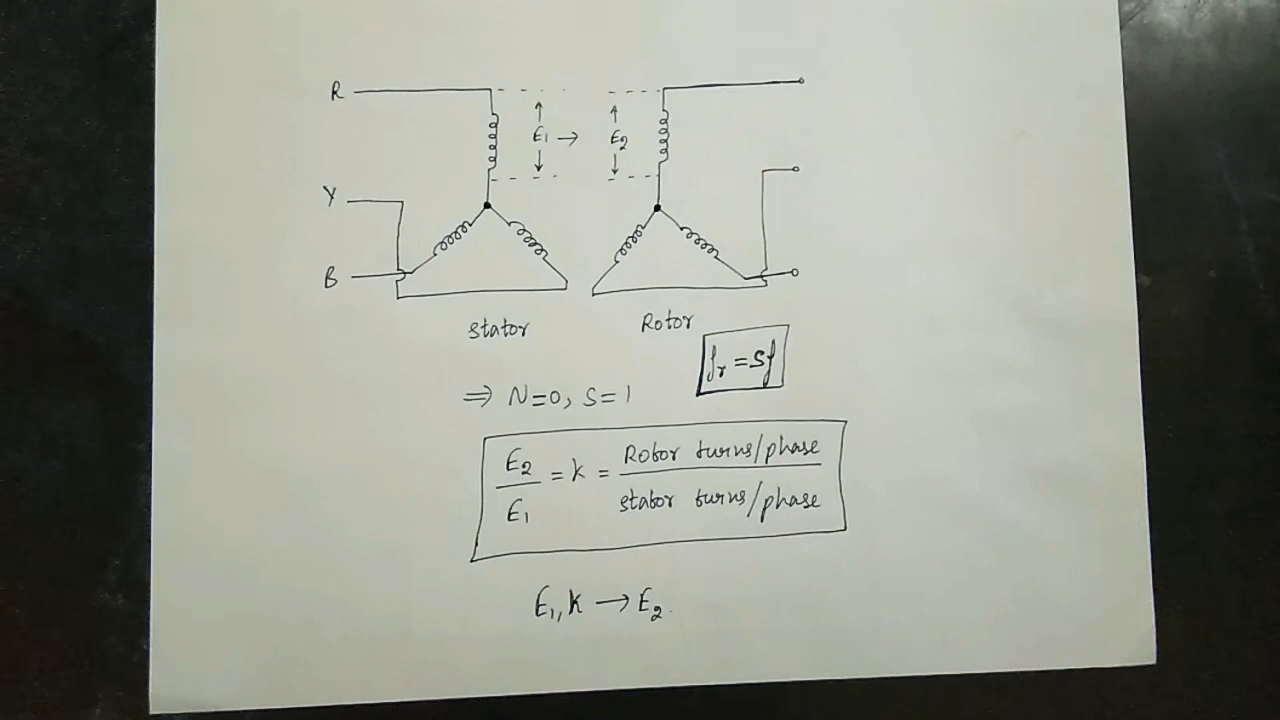 R
E1 → E2
Y
B
Stator
Rotor
fr = sf
⇒ N=0, S=1
E2/E1 = K = Rotor turns/phase / stator turns/phase
E1, K → E2.